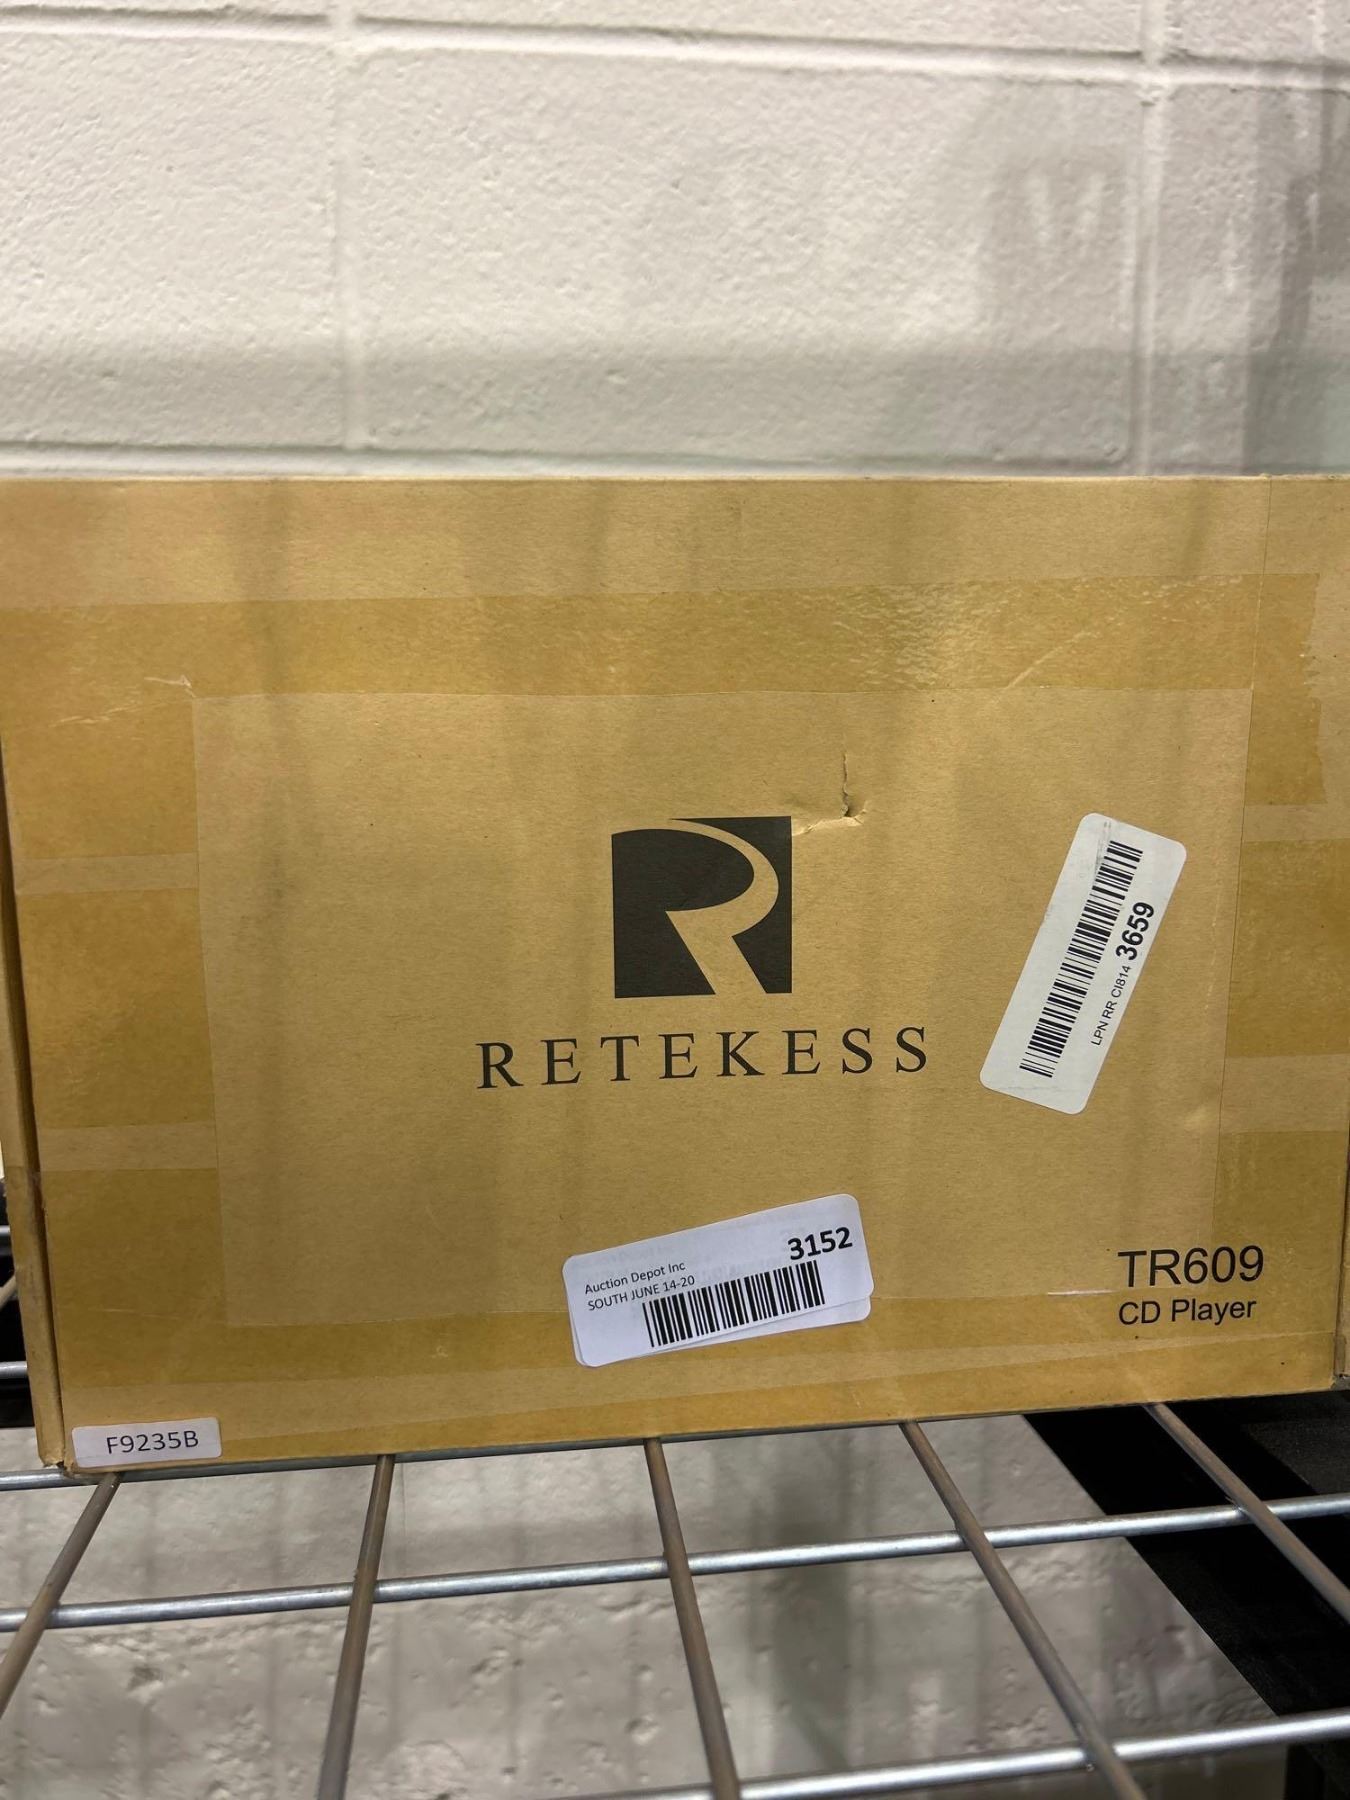 RETEKESS
LPN RR CI814 3659
3152
Auction Depot Inc
SOUTH JUNE 14-20
TR609
CD Player
F9235B